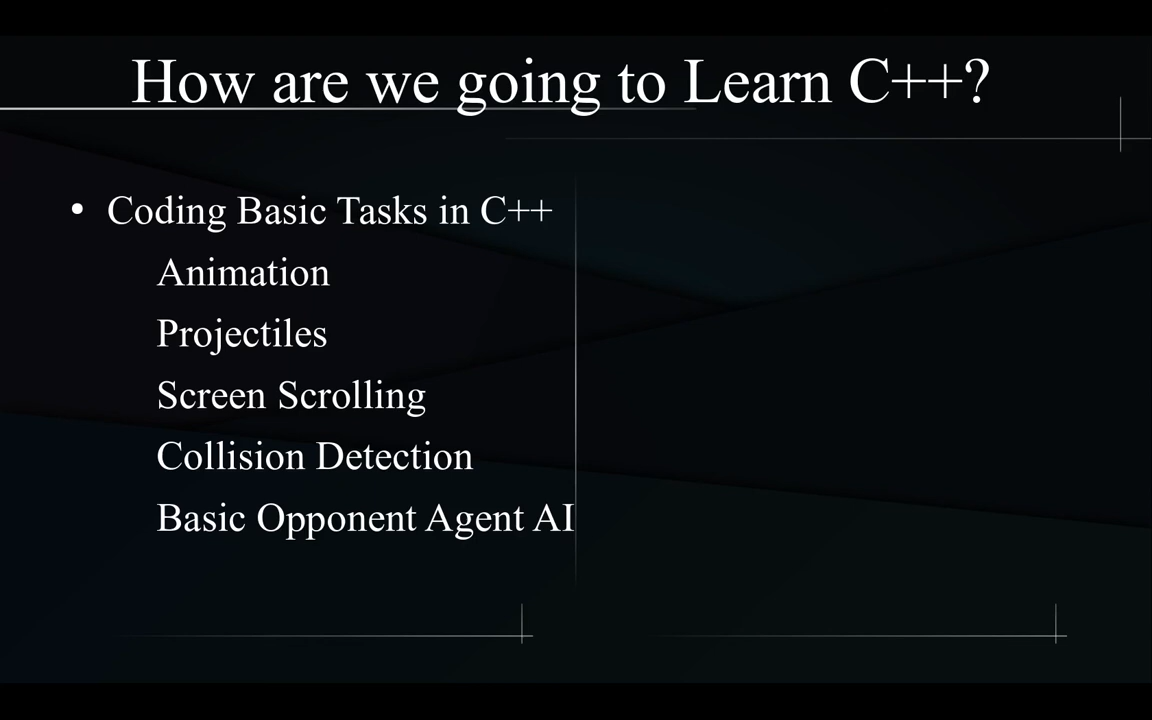 How are we going to Learn C++?
• Coding Basic Tasks in C++
Animation
Projectiles
Screen Scrolling
Collision Detection
Basic Opponent Agent AI